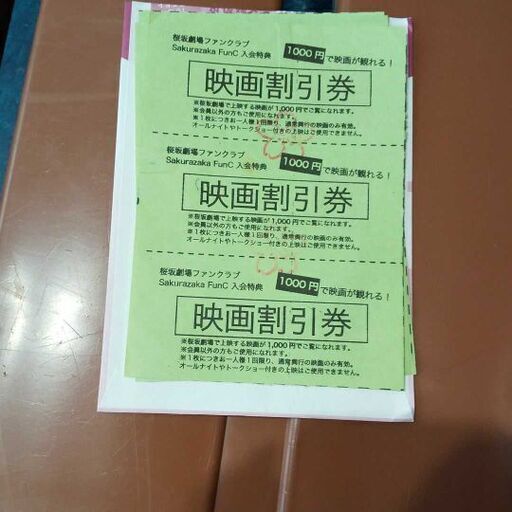 桜坂劇場ファンクラブ
Sakurazaka FunC 入会特典 1000円で映画が観れる！
映画割引券
※桜坂劇場で上映する映画が1,000円でご覧になれます。
※会員以外の方もご使用になれます。
※1枚につきお一人様1回限り、通常興行の映画のみ有効。
オールナイトやトークショー付きの上映はご使用できません。
桜坂劇場ファンクラブ
Sakurazaka FunC 入会特典 1000円で映画が観れる！
映画割引券
※桜坂劇場で上映する映画が1,000円でご覧になれます。
※会員以外の方もご使用になれます。
※1枚につきお一人様1回限り、通常興行の映画のみ有効。
オールナイトやトークショー付きの上映はご使用できません。
桜坂劇場ファンクラブ
Sakurazaka FunC 入会特典 1000円で映画が観れる！
映画割引券
※桜坂劇場で上映する映画が1,000円でご覧になれます。
※会員以外の方もご使用になれます。
※1枚につきお一人様1回限り、通常興行の映画のみ有効。
オールナイトやトークショー付きの上映はご使用できません。